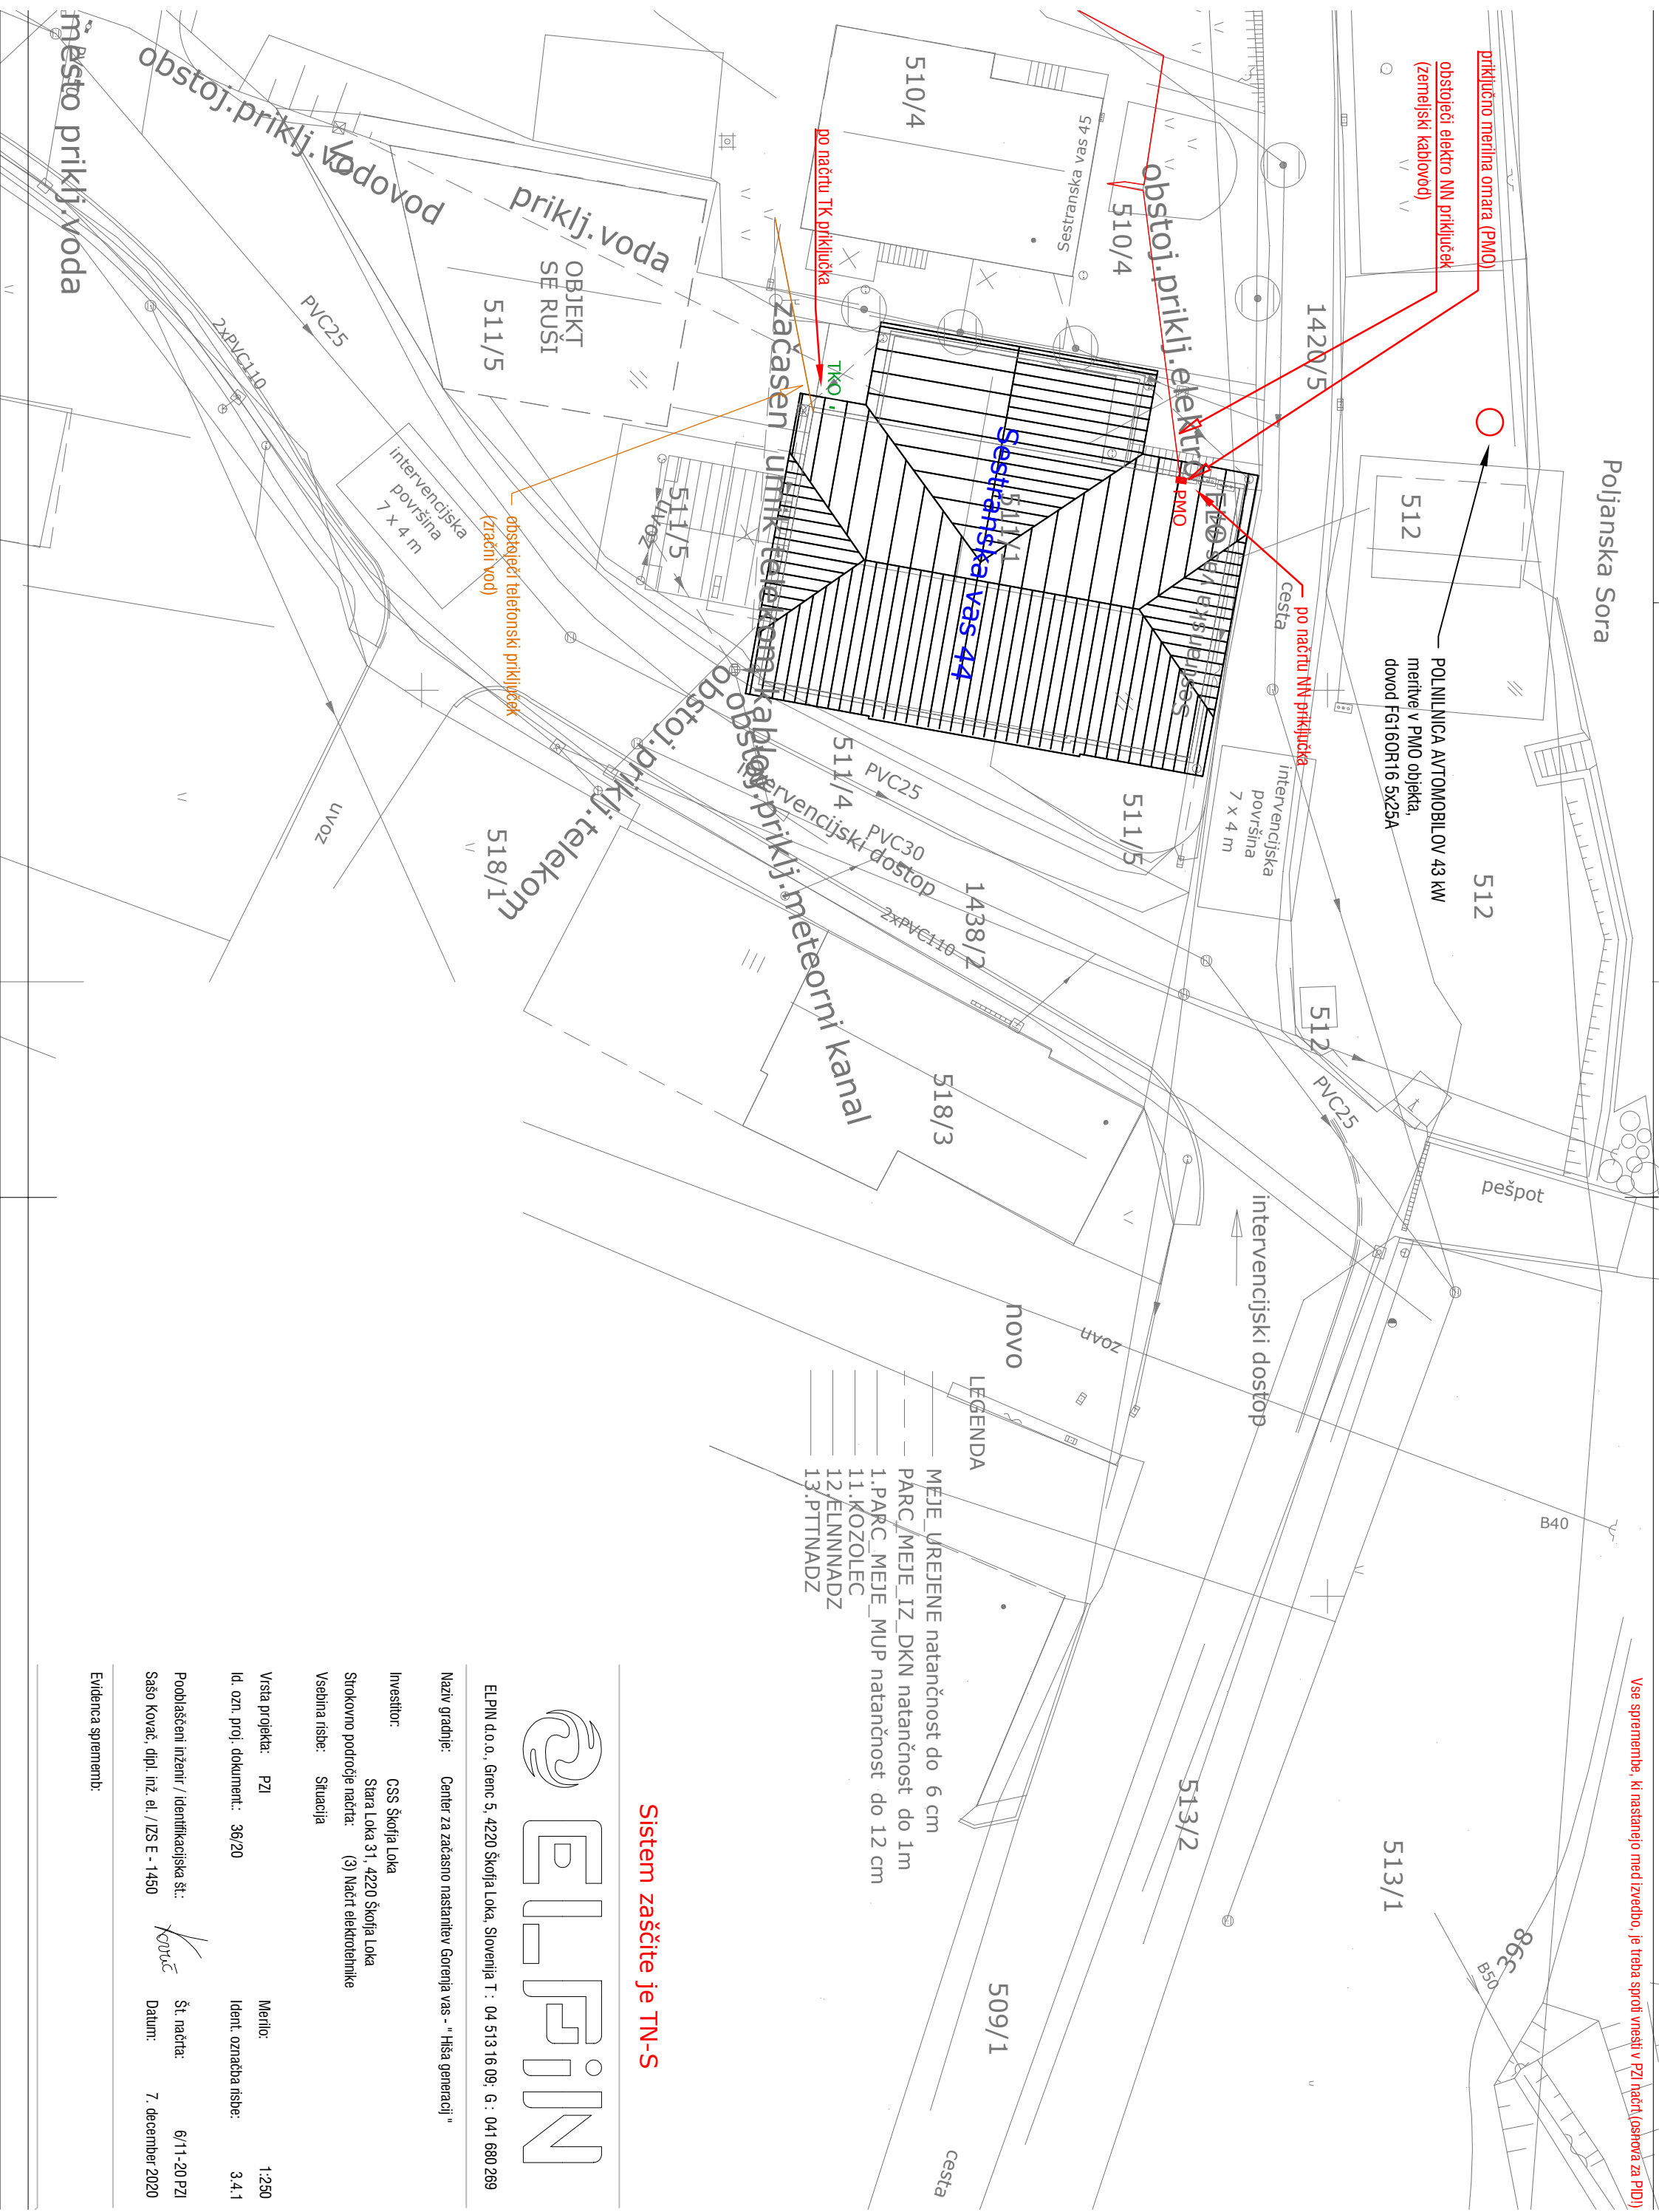 Vse spremembe, ki nastanejo med izvedbo, je treba sproti vnesti v PZI načrt (osnova za PID!)
Poljanska Sora
priključno merilna omara (PMO)
obstoječi elektro NN priključek
(zemeljski kablovod)
POLNILNICA AVTOMOBILOV 43 kW
meritve v PMO objekta,
dovod FG16OR16 5x25A
512
512
512
pešpot
B40
B50
398
513/1
513/2
509/1
cesta
1420/5
cesta
po načrtu NN priključka
intervencijska
površina
7 x 4 m
PVC25
intervencijski dostop
obstoj.priklj.elektro
PMO
Sestranska vas
511/5
510/4
510/4
Sestranska vas 45
511/1
Sestranska vas 44
po načrtu TK priključka
TKO
začasen umik telekom kablov
511/4
PVC25
PVC30
intervencijski dostop
2xPVC110
1438/2
518/3
obstoj.priklj.meteorni kanal
obstoj.priklj.telekom
518/1
uvoz
novo
uvoz
LEGENDA
MEJE_UREJENE natančnost do 6 cm
PARC_MEJE_IZ_DKN natančnost do 1m
1.PARC_MEJE_MUP natančnost do 12 cm
11.KOZOLEC
12.ELNNNADZ
13.PTTNADZ
511/5
uvoz
obstoječi telefonski priključek
(zračni vod)
OBJEKT
SE RUŠI
511/5
priklj.voda
obstoj.priklj.vodovod
mesto priklj.voda
PVC25
2xPVC110
intervencijska
površina
7 x 4 m
Sistem zaščite je TN-S
ELPIN
ELPIN d.o.o., Grenc 5, 4220 Škofja Loka, Slovenija T : 04 513 16 09; G : 041 680 269
Naziv gradnje: Center za začasno nastanitev Gorenja vas - " Hiša generacij "
Investitor: CSS Škofja Loka
Stara Loka 31, 4220 Škofja Loka
Strokovno področje načrta: (3) Načrt elektrotehnike
Vsebina risbe: Situacija
Vrsta projekta: PZI Merilo: 1:250
Id. ozn. proj. dokument.: 36/20 Ident. označba risbe: 3.4.1
Pooblaščeni inženir / identifikacijska št.: Št. načrta: 6/11-20 PZI
Sašo Kovač, dipl. inž. el. / IZS E - 1450 Kovač Datum: 7. december 2020
Evidenca sprememb: